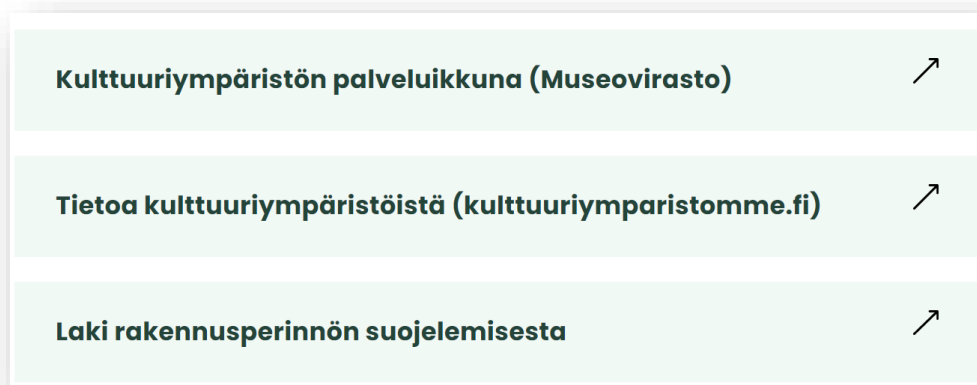 Kulttuuriympäristön palveluikkuna (Museovirasto)
Tietoa kulttuuriympäristöistä (kulttuuriymparistomme.fi)
Laki rakennusperinnön suojelemisesta